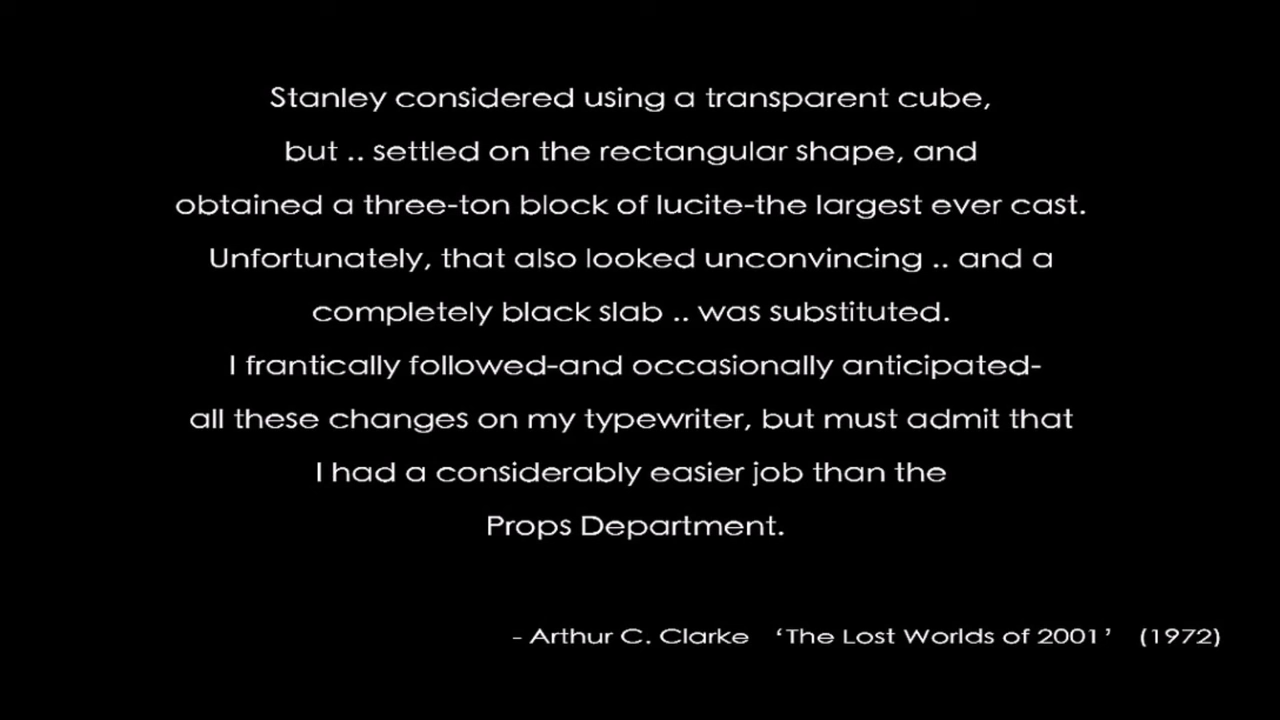 Stanley considered using a transparent cube,
but .. settled on the rectangular shape, and
obtained a three-ton block of lucite-the largest ever cast.
Unfortunately, that also looked unconvincing .. and a
completely black slab .. was substituted.
I frantically followed-and occasionally anticipated-
all these changes on my typewriter, but must admit that
I had a considerably easier job than the
Props Department.
- Arthur C. Clarke ‘The Lost Worlds of 2001’ (1972)